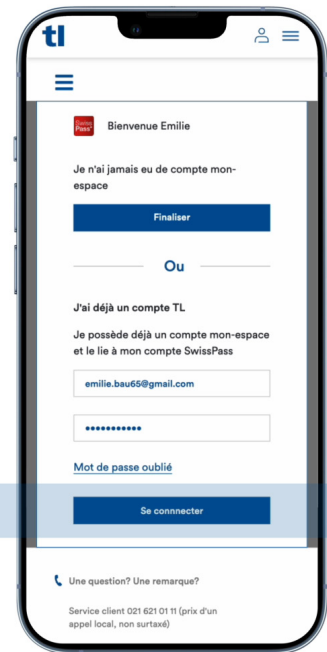 tl
Swiss
Pass
Bienvenue Emilie
Je n'ai jamais eu de compte mon-
espace
Finaliser
Ou
J'ai déjà un compte TL
Je possède déjà un compte mon-espace
et le lie à mon compte SwissPass
emilie.bau65@gmail.com
•••••••••••
Mot de passe oublié
Se connnecter
Une question? Une remarque?
Service client 021 621 01 11 (prix d'un
appel local, non surtaxé)